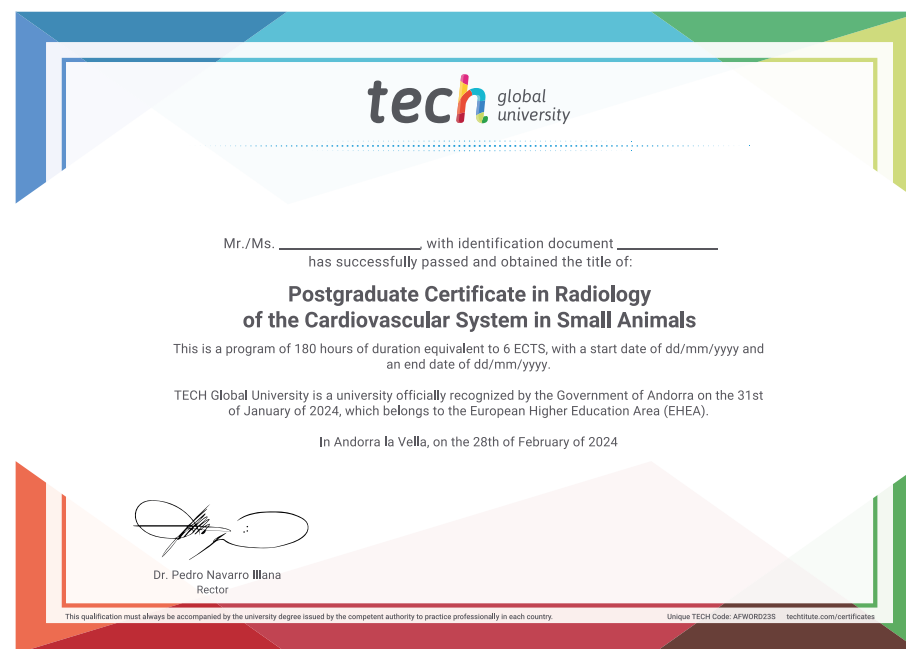 tech global university
Mr./Ms. ________________, with identification document ____________
has successfully passed and obtained the title of:
Postgraduate Certificate in Radiology
of the Cardiovascular System in Small Animals
This is a program of 180 hours of duration equivalent to 6 ECTS, with a start date of dd/mm/yyyy and
an end date of dd/mm/yyyy.
TECH Global University is a university officially recognized by the Government of Andorra on the 31st
of January of 2024, which belongs to the European Higher Education Area (EHEA).
In Andorra la Vella, on the 28th of February of 2024
Dr. Pedro Navarro Illana
Rector
This qualification must always be accompanied by the university degree issued by the competent authority to practice professionally in each country.
Unique TECH Code: AFWORD23S techtitute.com/certificates